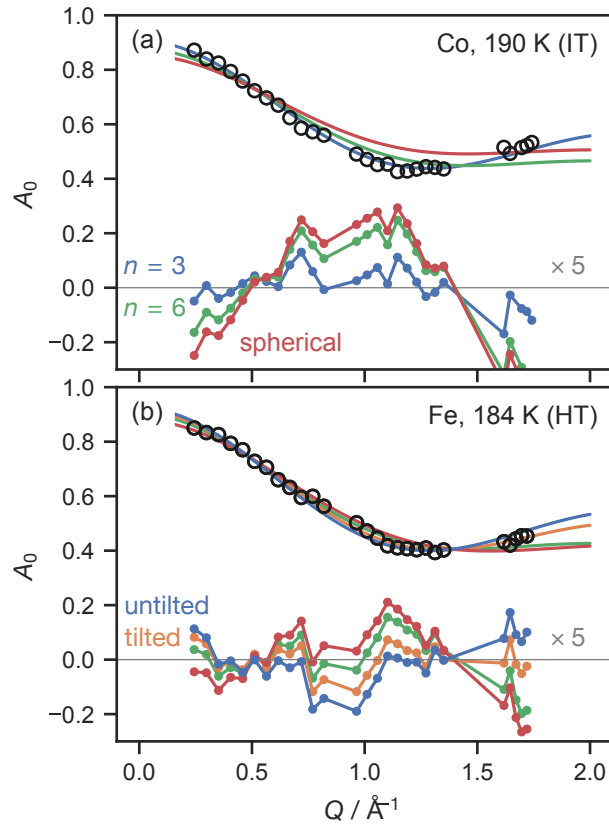 (a)
Co, 190 K (IT)
1.0
0.8
0.6
0.4
0.2
0.0
−0.2
A0
n = 3
n = 6
spherical
× 5
(b)
Fe, 184 K (HT)
1.0
0.8
0.6
0.4
0.2
0.0
−0.2
A0
untilted
tilted
× 5
0.0 0.5 1.0 1.5 2.0
Q / Å−1